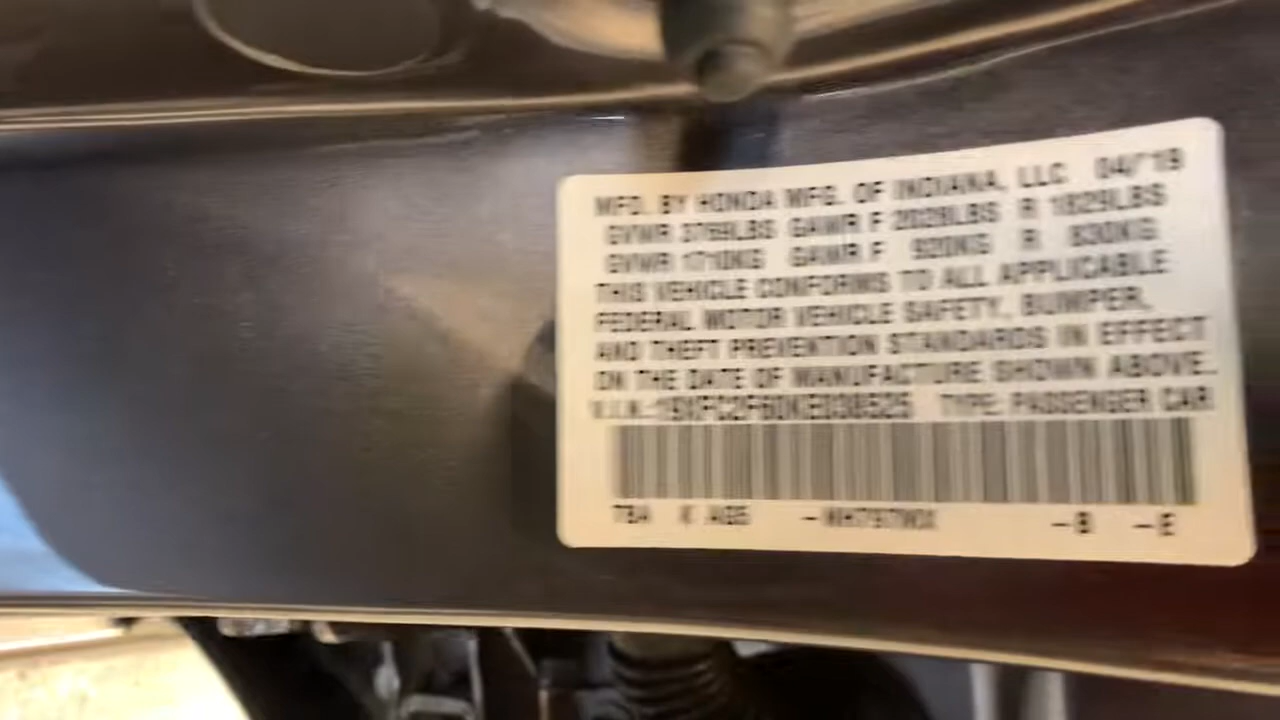 MFD. BY HONDA MFG. OF INDIANA, LLC 04/'19
GVWR 3769LBS GAWR F 2028LBS R 1829LBS
GVWR 1710KG GAWR F 920KG R 830KG
THIS VEHICLE CONFORMS TO ALL APPLICABLE
FEDERAL MOTOR VEHICLE SAFETY, BUMPER,
AND THEFT PREVENTION STANDARDS IN EFFECT
ON THE DATE OF MANUFACTURE SHOWN ABOVE.
V.I.N.: TYPE: PASSENGER CAR
TBA K -B -E